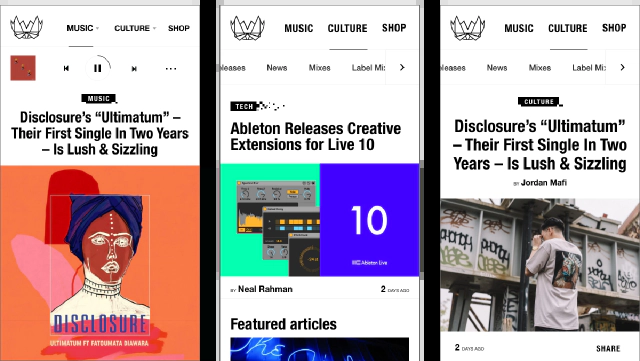 MUSIC CULTURE SHOP
MUSIC
Disclosure's “Ultimatum” –
Their First Single In Two Years
– Is Lush & Sizzling
DISCLOSURE
ULTIMATUM FT FATOUMATA DIAWARA
MUSIC CULTURE SHOP
leases News Mixes Label Mi
TECH
Ableton Releases Creative
Extensions for Live 10
10
Ableton Live
BY Neal Rahman 2 DAYS AGO
Featured articles
MUSIC CULTURE SHOP
eleases News Mixes Label Mi
CULTURE
Disclosure's “Ultimatum”
– Their First Single In Two
Years – Is Lush & Sizzling
BY Jordan Mafi
2 DAYS AGO SHARE